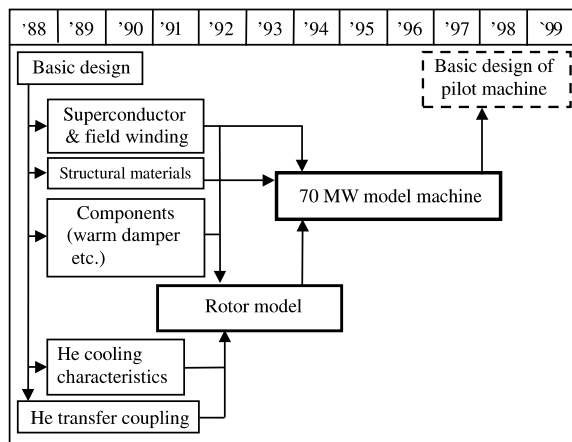 '88 '89 '90 '91 '92 '93 '94 '95 '96 '97 '98 `99
Basic design
Basic design of
pilot machine
Superconductor
& field winding
Structural materials
70 MW model machine
Components
(warm damper
etc.)
Rotor model
He cooling
characteristics
He transfer coupling